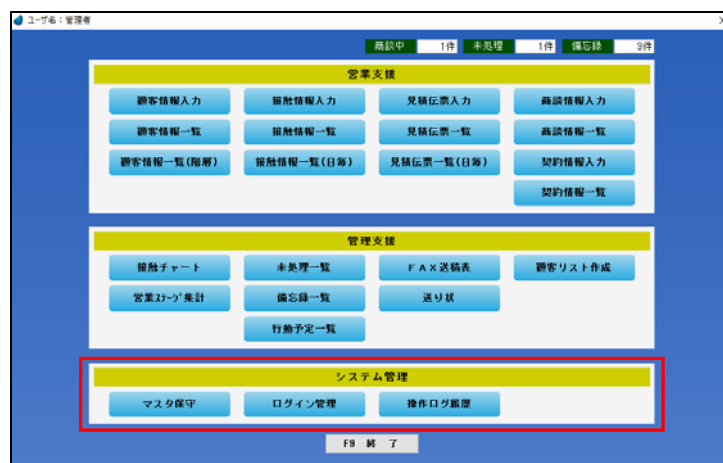 ユーザ名：管理者
商談中 1件 未処理 1件 備忘録 9件
営業支援
顧客情報入力 接触情報入力 見積伝票入力 商談情報入力
顧客情報一覧 接触情報一覧 見積伝票一覧 商談情報一覧
顧客情報一覧(階層) 接触情報一覧(日毎) 見積伝票一覧(日毎) 契約情報入力
契約情報一覧
管理支援
接触チャート 未処理一覧 ＦＡＸ送稿表 顧客リスト作成
営業ｽﾃｰｼﾞ集計 備忘録一覧 送り状
行動予定一覧
システム管理
マスタ保守 ログイン管理 操作ログ履歴
F9 終 了